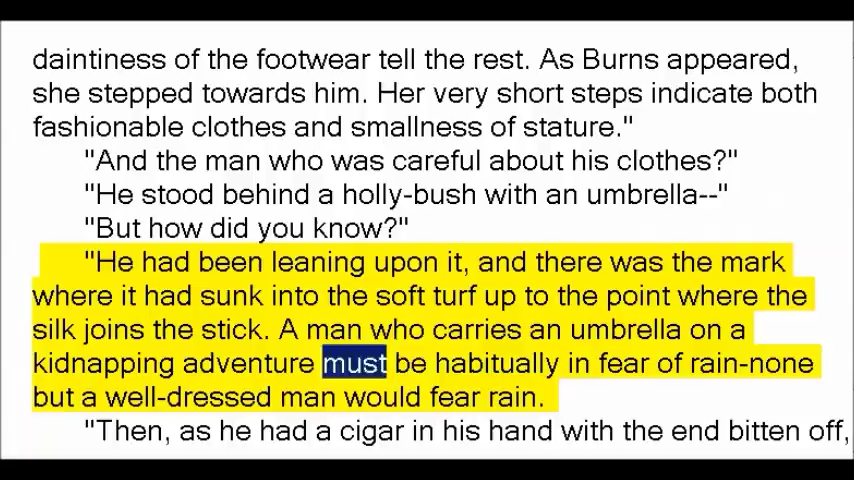 daintiness of the footwear tell the rest. As Burns appeared,
she stepped towards him. Her very short steps indicate both
fashionable clothes and smallness of stature."
"And the man who was careful about his clothes?"
"He stood behind a holly-bush with an umbrella--"
"But how did you know?"
"He had been leaning upon it, and there was the mark
where it had sunk into the soft turf up to the point where the
silk joins the stick. A man who carries an umbrella on a
kidnapping adventure must be habitually in fear of rain-none
but a well-dressed man would fear rain.
"Then, as he had a cigar in his hand with the end bitten off,